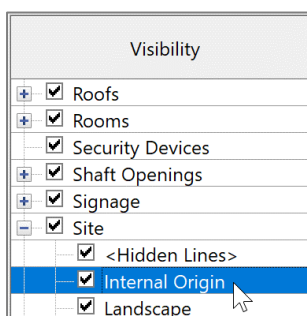 Visibility
Roofs
Rooms
Security Devices
Shaft Openings
Signage
Site
<Hidden Lines>
Internal Origin
Landscape